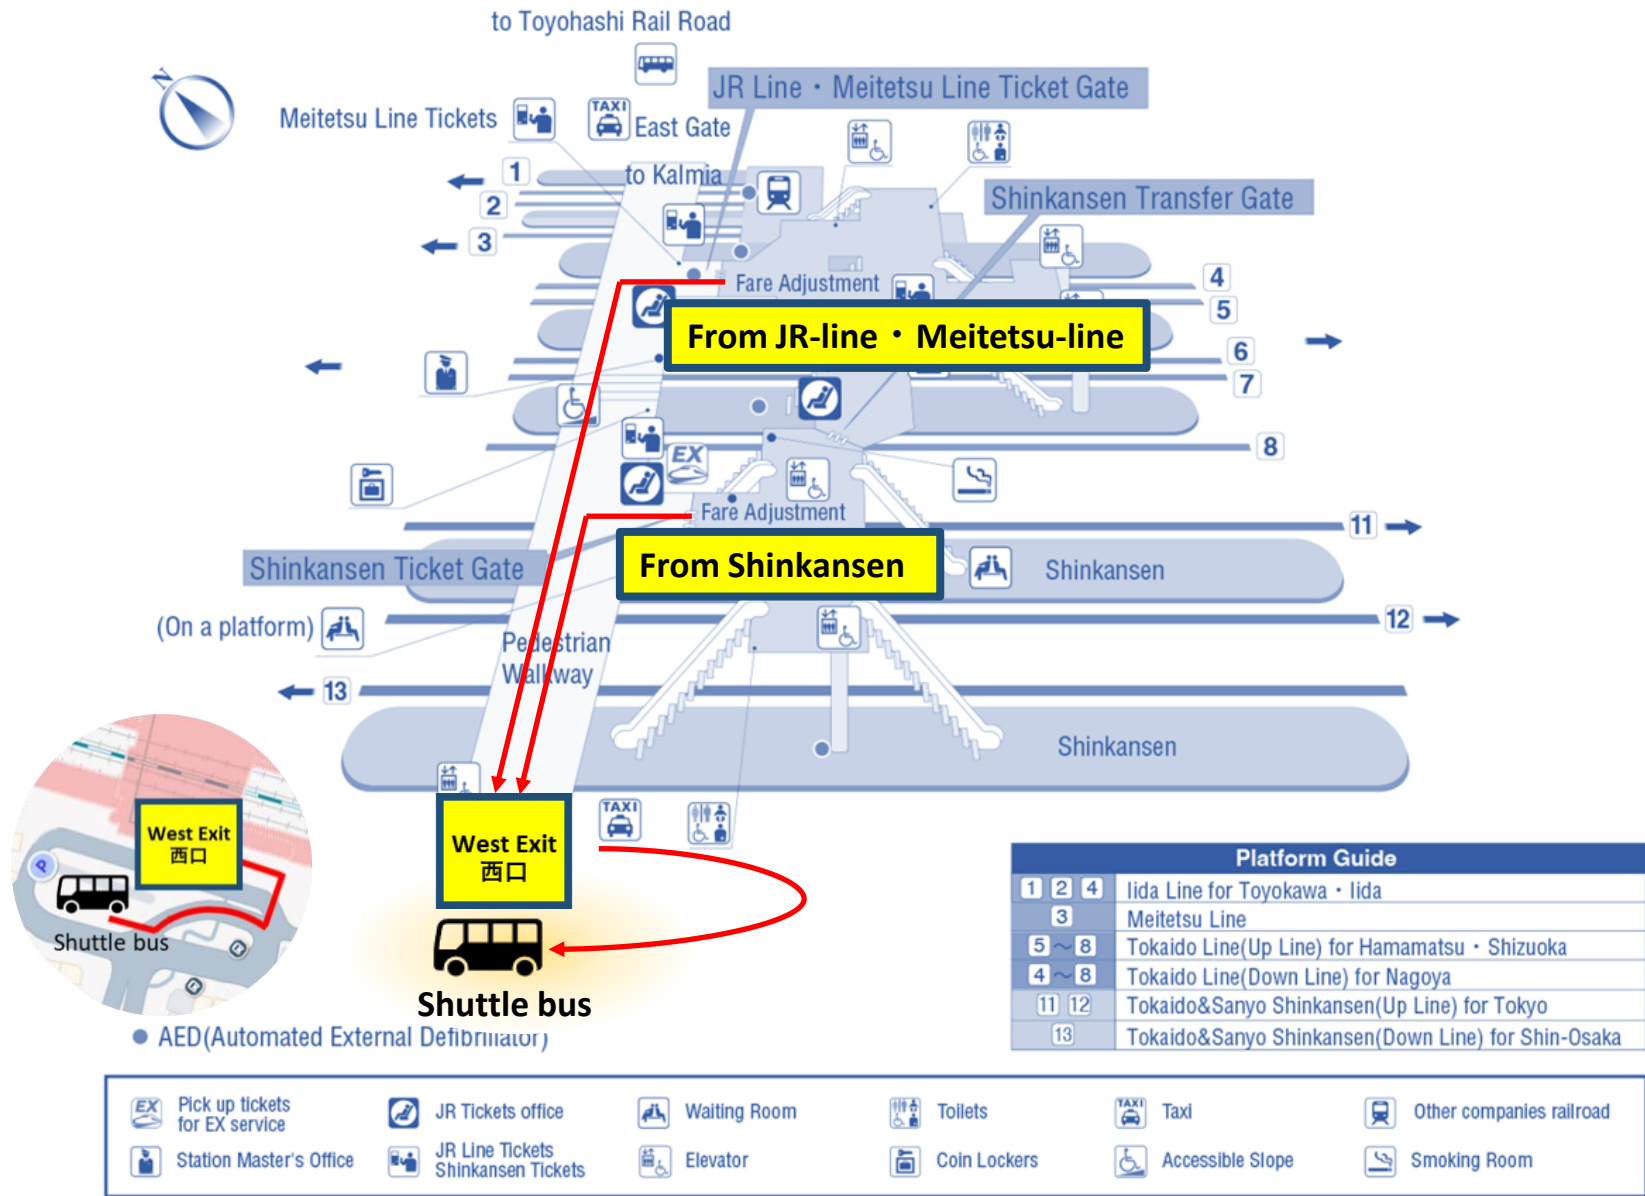 to Toyohashi Rail Road
N
JR Line・Meitetsu Line Ticket Gate
Meitetsu Line Tickets
TAXI
East Gate
to Kalmia
1
2
3
Shinkansen Transfer Gate
Fare Adjustment
4
5
From JR-line・Meitetsu-line
6
7
8
EX
Fare Adjustment
11
Shinkansen Ticket Gate
From Shinkansen
Shinkansen
(On a platform)
12
Pedestrian
Walkway
13
Shinkansen
West Exit
西口
P
Shuttle bus
West Exit
西口
TAXI
Shuttle bus
AED(Automated External Defibrillator)
Platform Guide
1 2 4 Iida Line for Toyokawa・Iida
3 Meitetsu Line
5～8 Tokaido Line(Up Line) for Hamamatsu・Shizuoka
4～8 Tokaido Line(Down Line) for Nagoya
11 12 Tokaido&Sanyo Shinkansen(Up Line) for Tokyo
13 Tokaido&Sanyo Shinkansen(Down Line) for Shin-Osaka
EX Pick up tickets
for EX service
JR Tickets office
Waiting Room
Toilets
TAXI Taxi
Other companies railroad
Station Master's Office
JR Line Tickets
Shinkansen Tickets
Elevator
Coin Lockers
Accessible Slope
Smoking Room